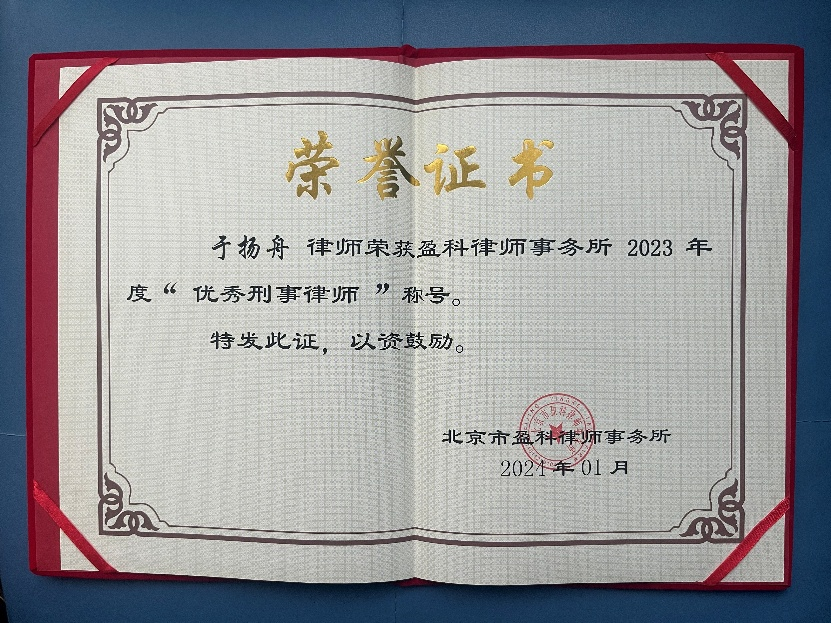 荣誉证书
于扬舟 律师荣获盈科律师事务所 2023 年
度“ 优秀刑事律师 ”称号。
特发此证，以资鼓励。
北京市盈科律师事务所
2024 年 01 月